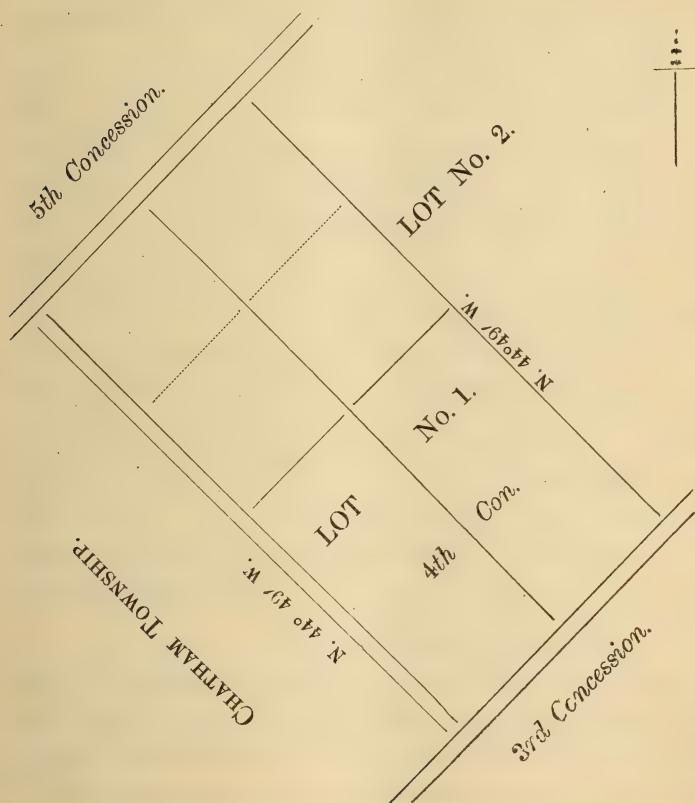 5th Concession.
LOT No. 2.
N. 44° 49′ W.
LOT No. 1.
4th Con.
N. 44° 49′ W.
CHATHAM TOWNSHIP.
3rd Concession.